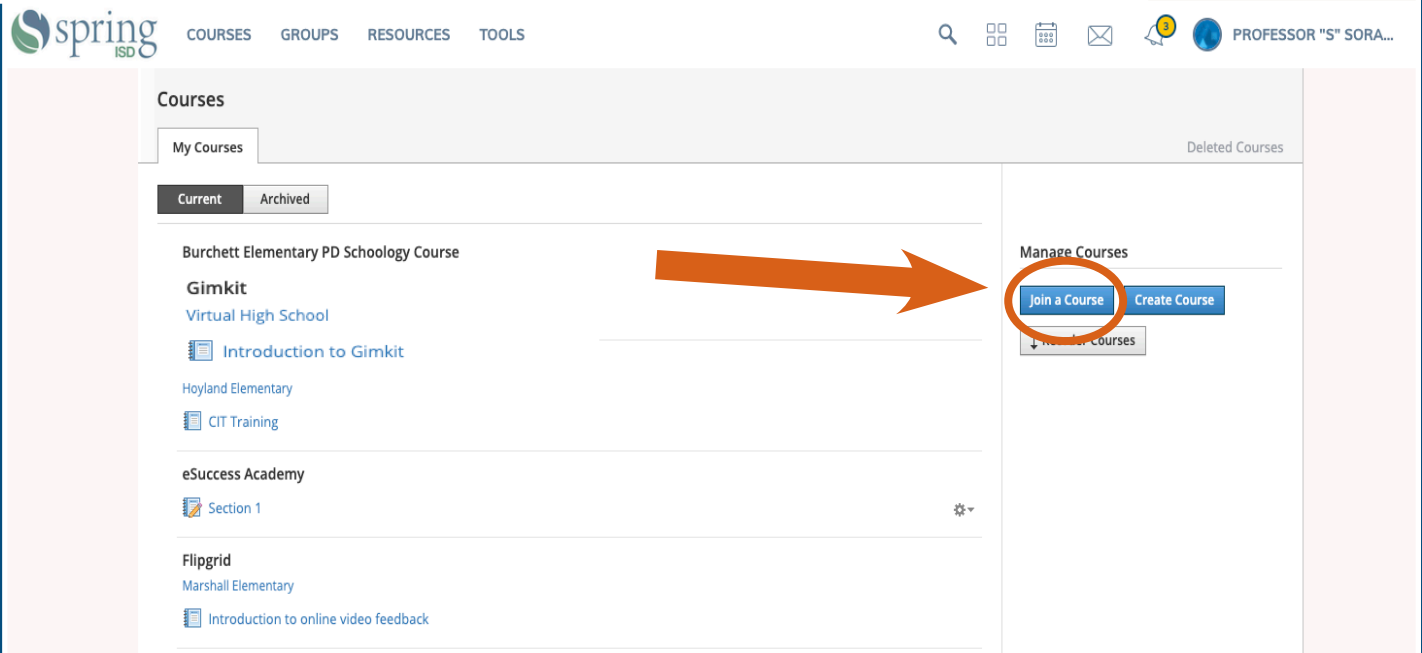 spring
ISD
COURSES GROUPS RESOURCES TOOLS
3
PROFESSOR "S" SORA...
Courses
My Courses
Deleted Courses
Current Archived
Burchett Elementary PD Schoology Course
Gimkit
Virtual High School
Introduction to Gimkit
Hoyland Elementary
CIT Training
eSuccess Academy
Section 1
Flipgrid
Marshall Elementary
Introduction to online video feedback
Manage Courses
Join a Course Create Course
Reorder Courses